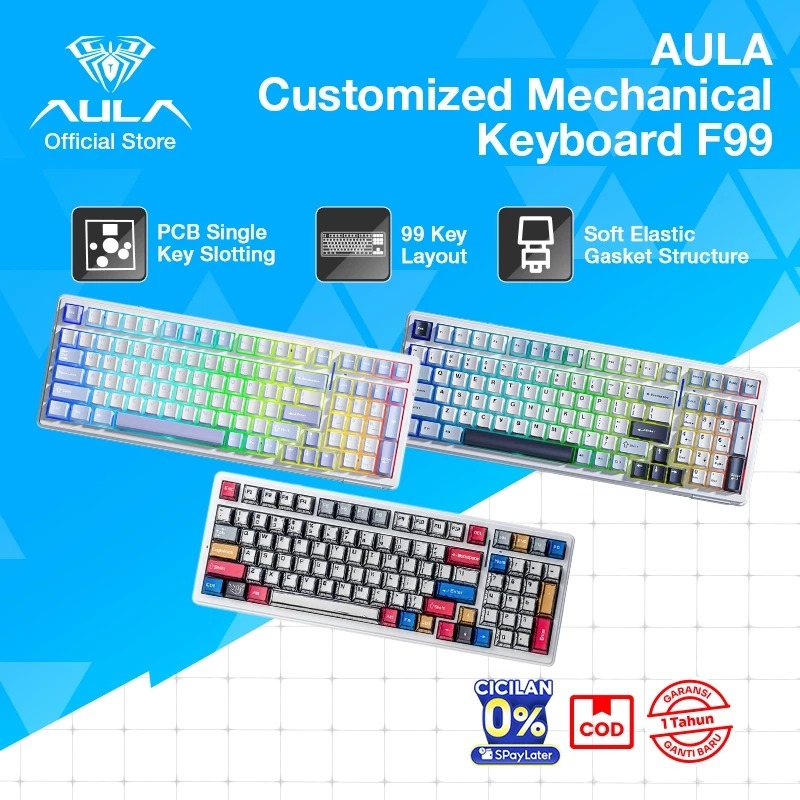 AULA
Official Store
AULA
Customized Mechanical
Keyboard F99
PCB Single
Key Slotting
99 Key
Layout
Soft Elastic
Gasket Structure
CICILAN
0%
SPayLater
COD
GARANSI
1 Tahun
GANTI BARU